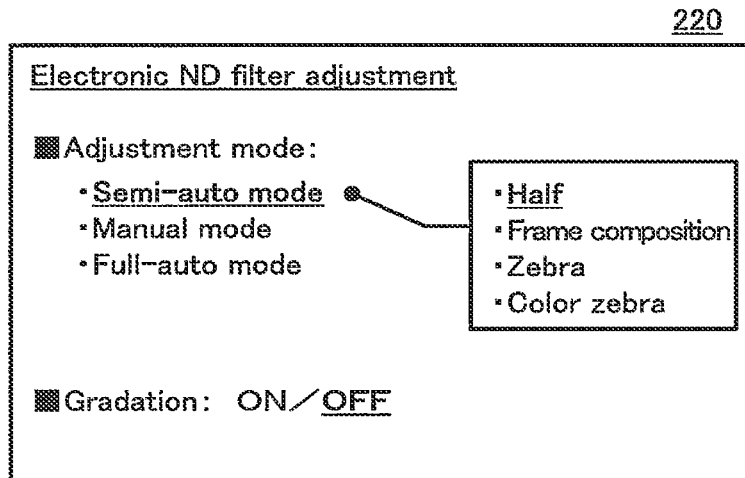 220
Electronic ND filter adjustment
■Adjustment mode:
・Semi-auto mode
・Manual mode
・Full-auto mode
・Half
・Frame composition
・Zebra
・Color zebra
■Gradation: ON／OFF